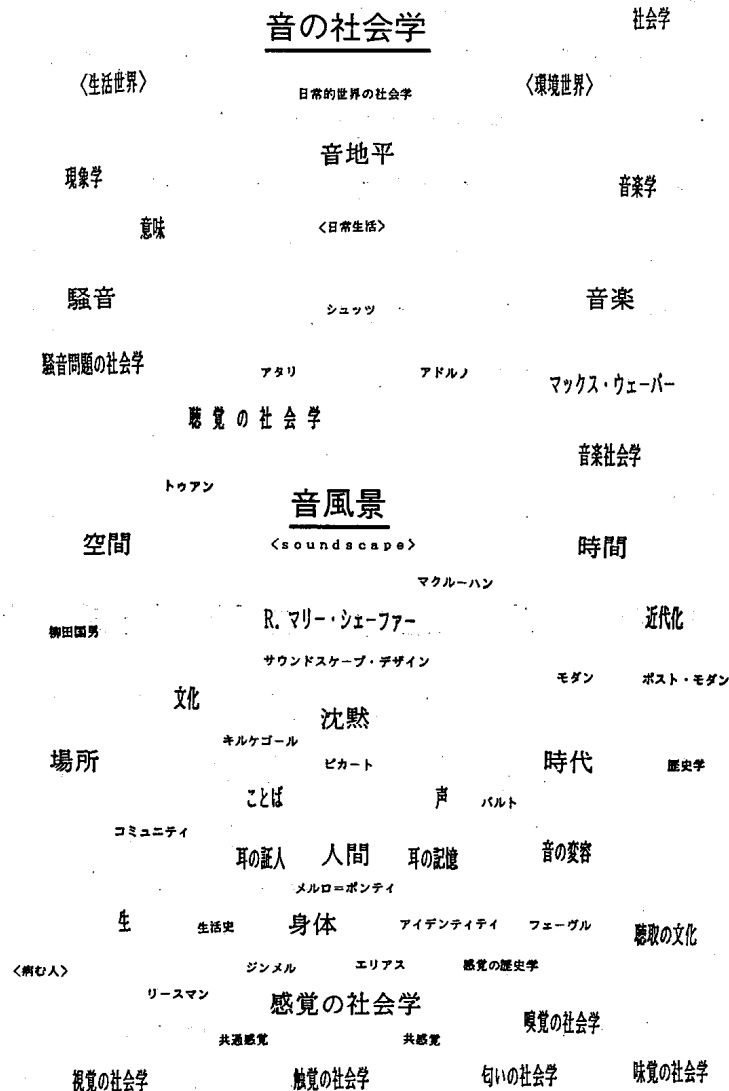 音の社会学
社会学
〈生活世界〉
日常的世界の社会学
〈環境世界〉
音地平
現象学
音楽学
意味
〈日常生活〉
騒音
シュッツ
音楽
騒音問題の社会学
アタリ
アドルノ
マックス・ウェーバー
聴覚の社会学
音楽社会学
トゥアン
音風景
空間
〈soundscape〉
時間
マクルーハン
柳田国男
R. マリー・シェーファー
近代化
サウンドスケープ・デザイン
モダン
ポスト・モダン
文化
沈黙
キルケゴール
場所
ピカート
時代
歴史学
ことば
声
バルト
コミュニティ
耳の証人
人間
耳の記憶
音の変容
メルロ=ポンティ
生
生活史
身体
アイデンティティ
フェーヴル
聴取の文化
〈病む人〉
ジンメル
エリアス
感覚の歴史学
リースマン
感覚の社会学
嗅覚の社会学
共通感覚
共感覚
視覚の社会学
触覚の社会学
匂いの社会学
味覚の社会学